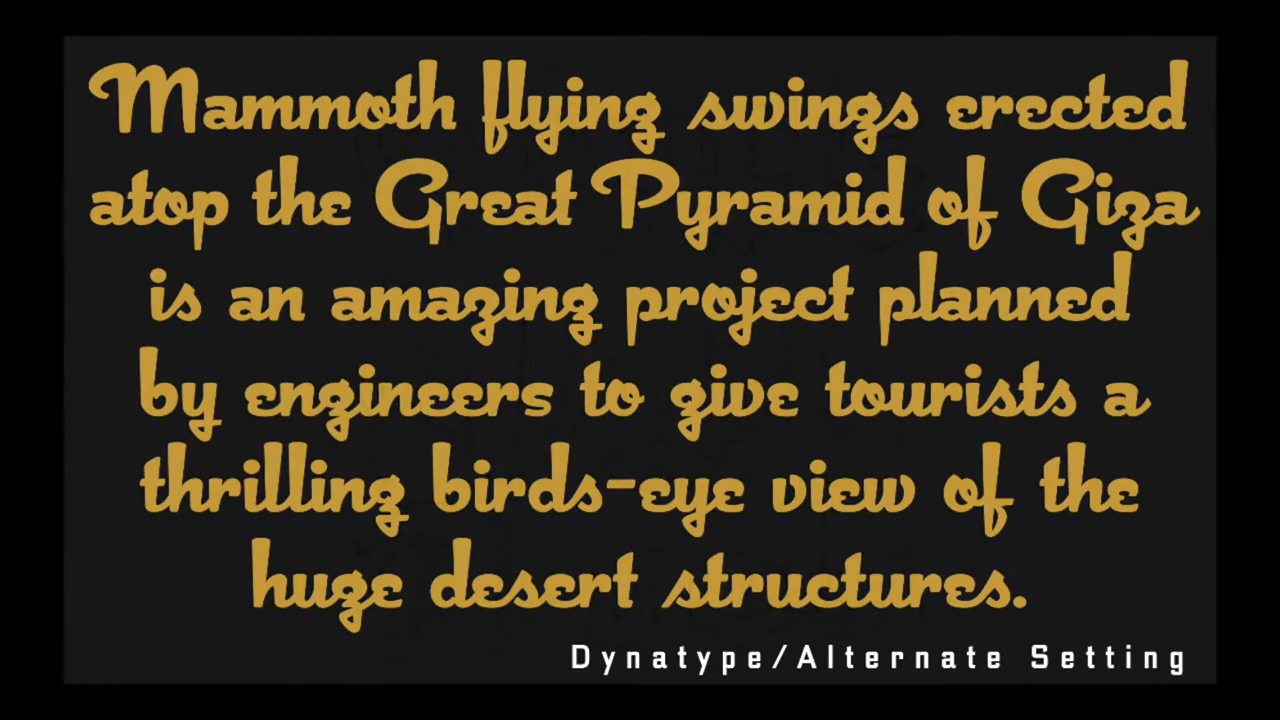 Mammoth flying swings erected
atop the Great Pyramid of Giza
is an amazing project planned
by engineers to give tourists a
thrilling birds-eye view of the
huge desert structures.
Dynatype/Alternate Setting